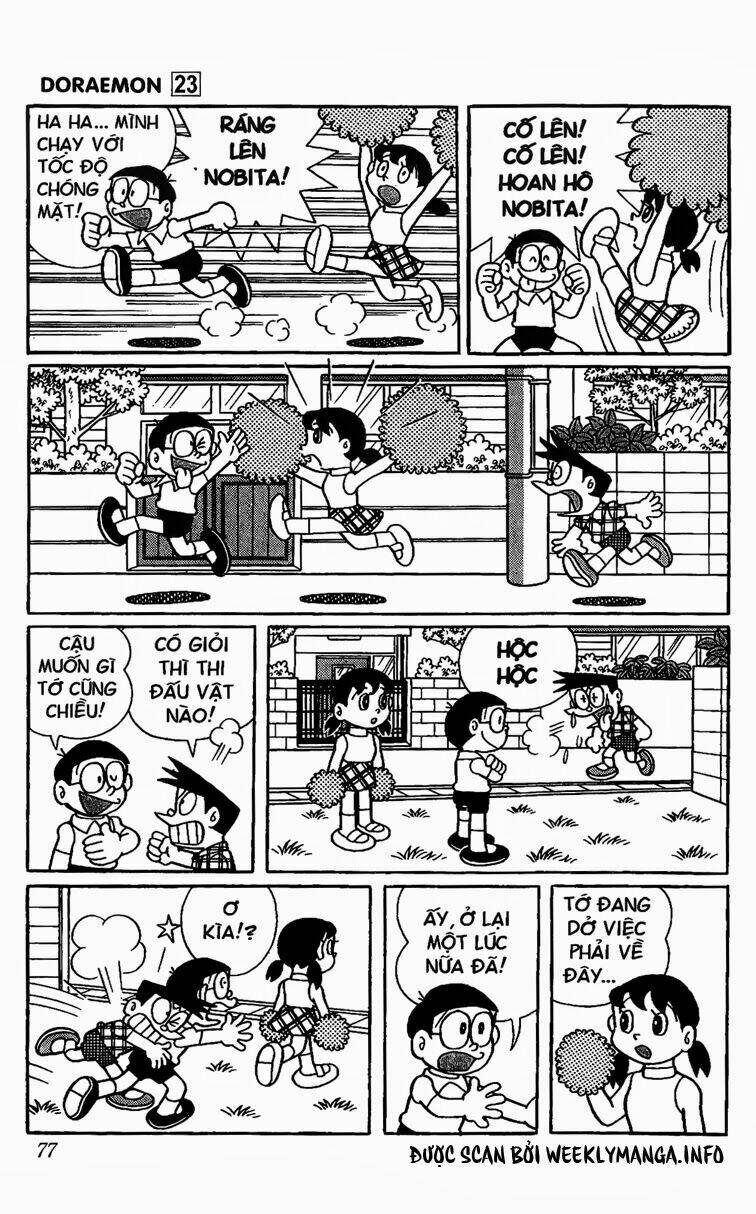 DORAEMON 23
HA HA... MÌNH
CHẠY VỚI
TỐC ĐỘ
CHÓNG
MẶT!
RÁNG
LÊN
NOBITA!
CỐ LÊN!
CỐ LÊN!
HOAN HÔ
NOBITA!
CẬU
MUỐN GÌ
TỚ CŨNG
CHIỀU!
CÓ GIỎI
THÌ THI
ĐẤU VẬT
NÀO!
HỘC
HỘC
Ơ
KÌA!?
ẤY, Ở LẠI
MỘT LÚC
NỮA ĐÃ!
TỚ ĐANG
DỞ VIỆC
PHẢI VỀ
ĐÂY...
77
ĐƯỢC SCAN BỞI WEEKLYMANGA.INFO